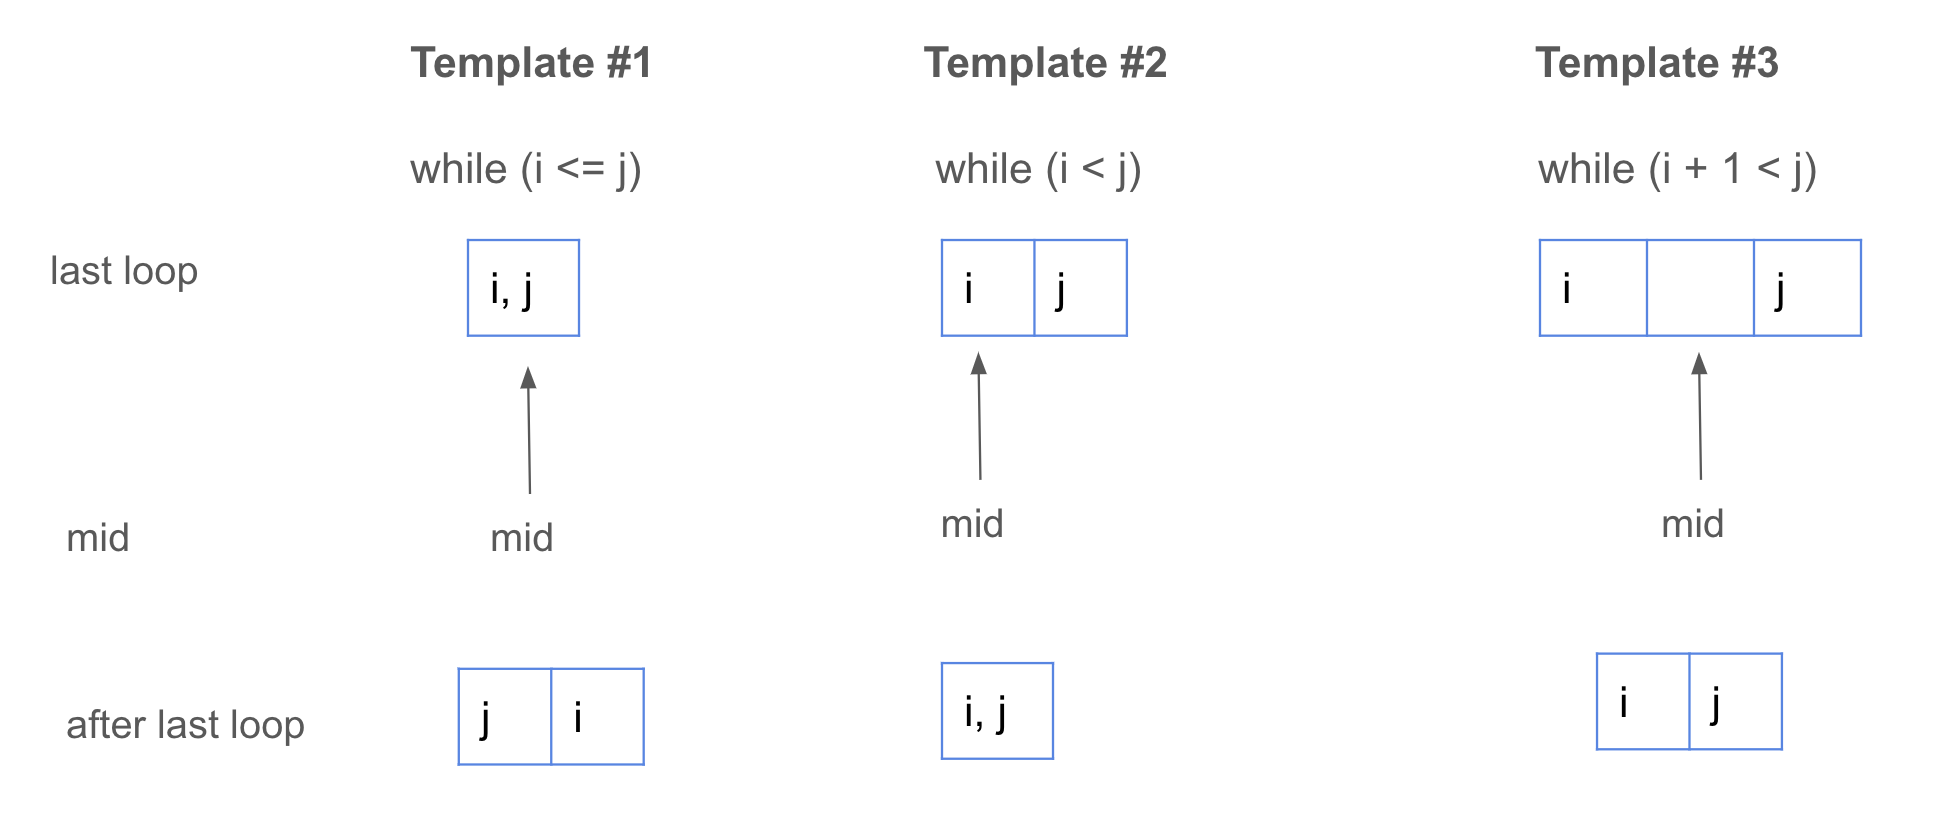 Template #1 Template #2 Template #3
while (i <= j) while (i < j) while (i + 1 < j)
last loop i, j i j i j
mid mid mid mid
after last loop j i i, j i j